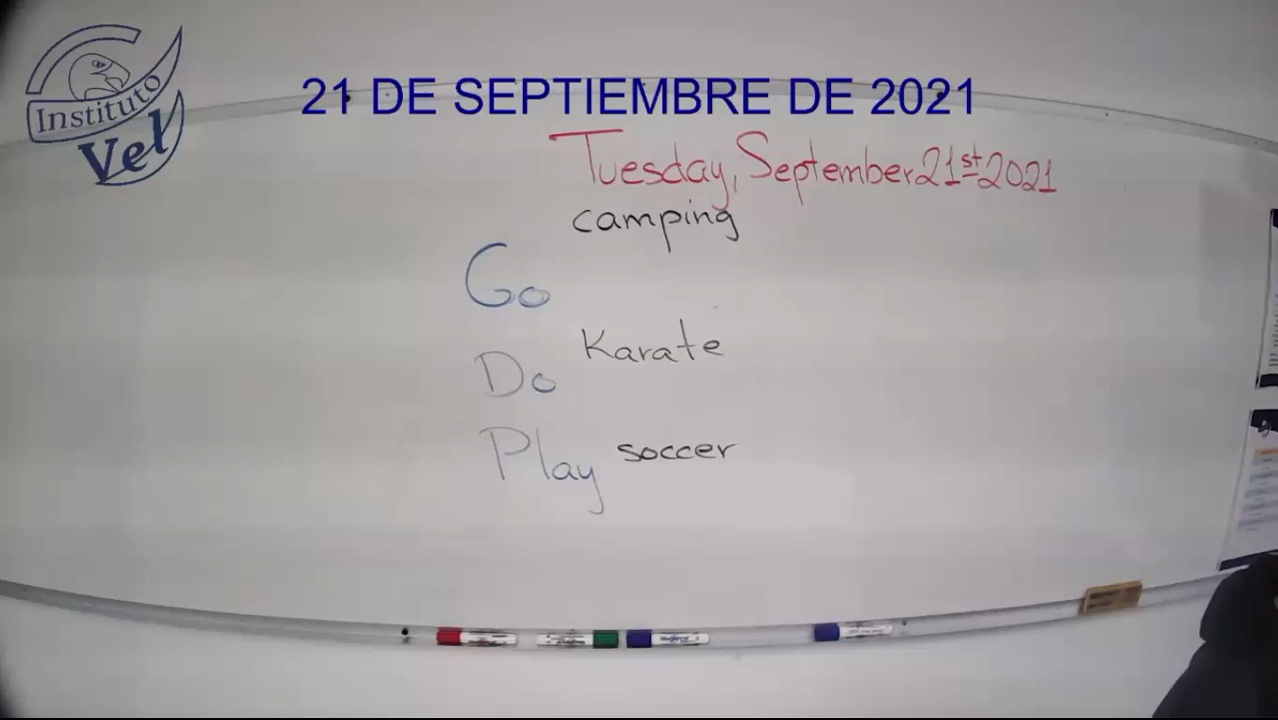 Instituto
Vel
21 DE SEPTIEMBRE DE 2021
Tuesday, September 21st 2021
camping
Go
Karate
Do
Play soccer